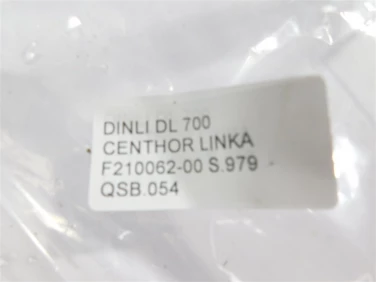 DINLI DL 700
CENTHOR LINKA
F210062-00 S.979
QSB.054